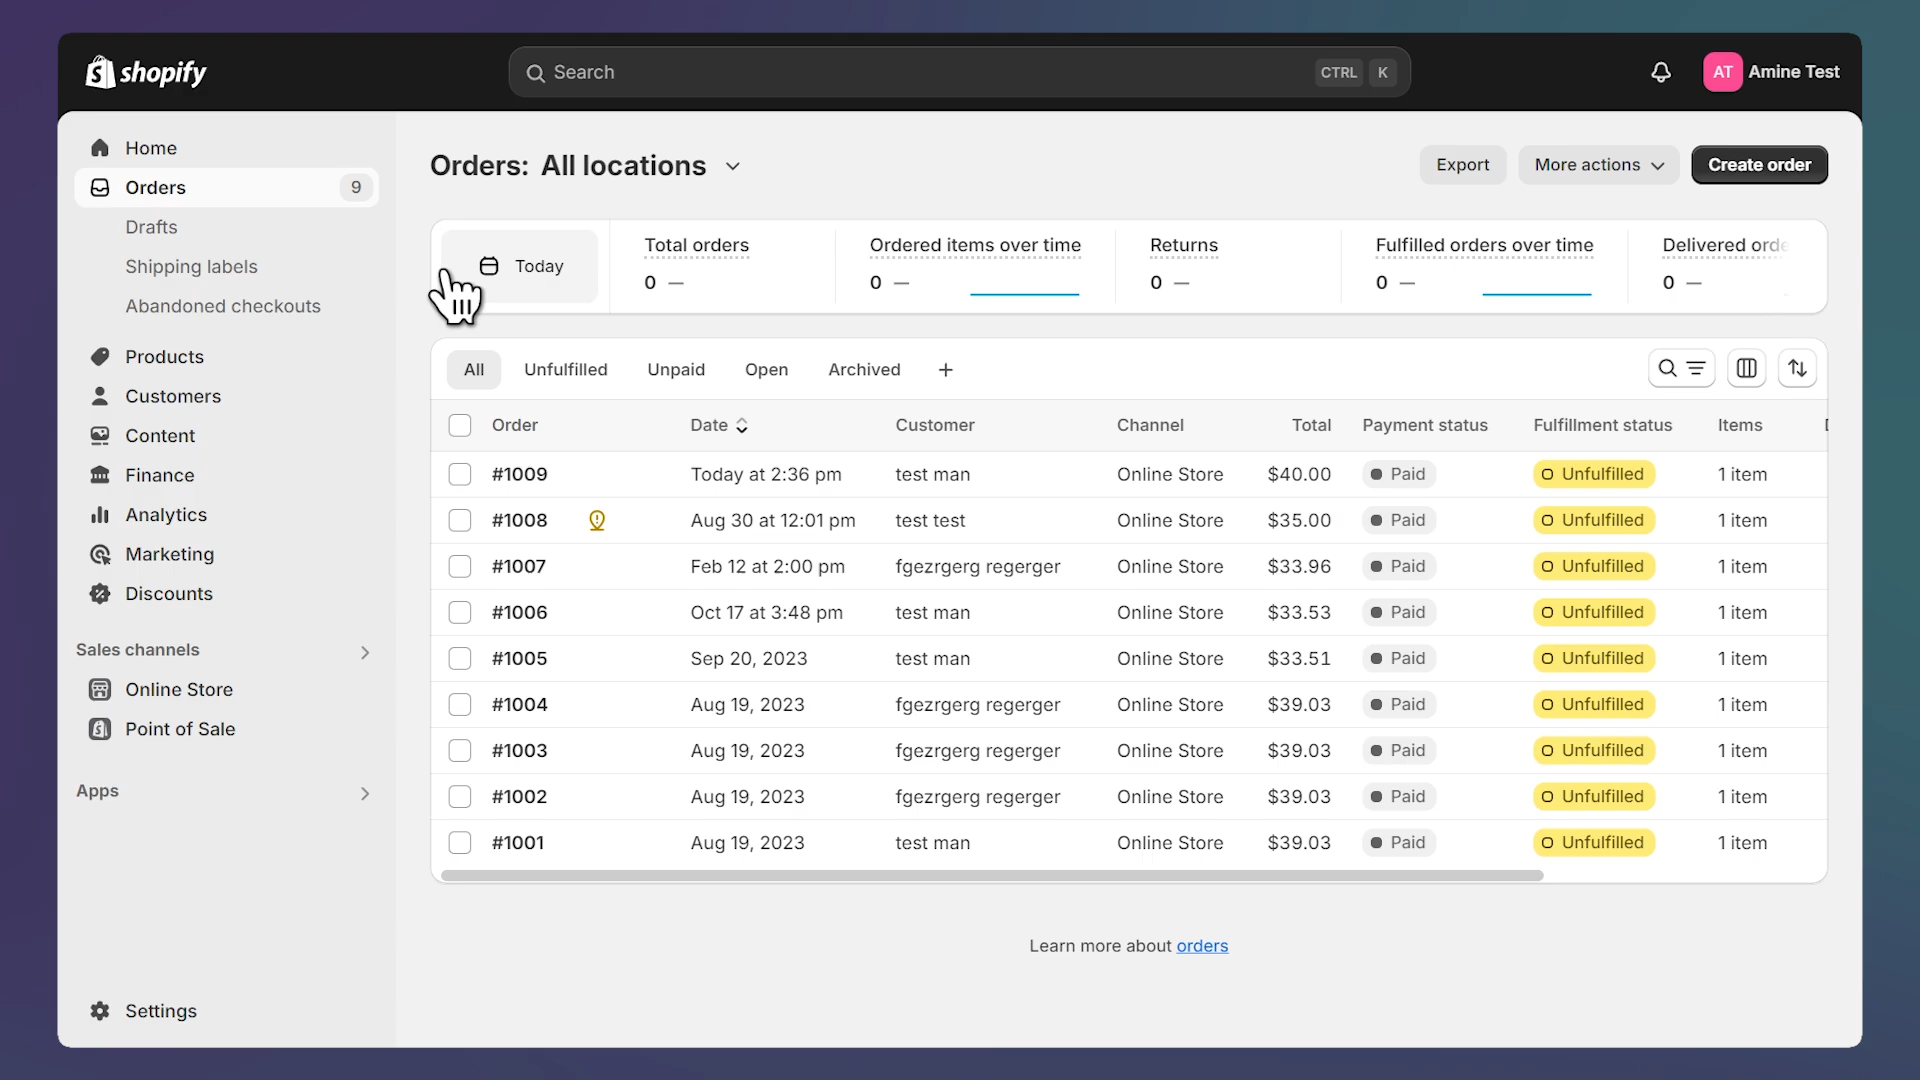 shopify
Search CTRL K
AT Amine Test
Home
Orders 9
Drafts
Shipping labels
Abandoned checkouts
Products
Customers
Content
Finance
Analytics
Marketing
Discounts
Sales channels
Online Store
Point of Sale
Apps
Settings
Orders: All locations
Export More actions Create order
Today
Total orders
0 —
Ordered items over time
0 —
Returns
0 —
Fulfilled orders over time
0 —
Delivered orde
0 —
All Unfulfilled Unpaid Open Archived +
Order Date Customer Channel Total Payment status Fulfillment status Items
#1009 Today at 2:36 pm test man Online Store $40.00 Paid Unfulfilled 1 item
#1008 Aug 30 at 12:01 pm test test Online Store $35.00 Paid Unfulfilled 1 item
#1007 Feb 12 at 2:00 pm fgezrgerg regerger Online Store $33.96 Paid Unfulfilled 1 item
#1006 Oct 17 at 3:48 pm test man Online Store $33.53 Paid Unfulfilled 1 item
#1005 Sep 20, 2023 test man Online Store $33.51 Paid Unfulfilled 1 item
#1004 Aug 19, 2023 fgezrgerg regerger Online Store $39.03 Paid Unfulfilled 1 item
#1003 Aug 19, 2023 fgezrgerg regerger Online Store $39.03 Paid Unfulfilled 1 item
#1002 Aug 19, 2023 fgezrgerg regerger Online Store $39.03 Paid Unfulfilled 1 item
#1001 Aug 19, 2023 test man Online Store $39.03 Paid Unfulfilled 1 item
Learn more about orders